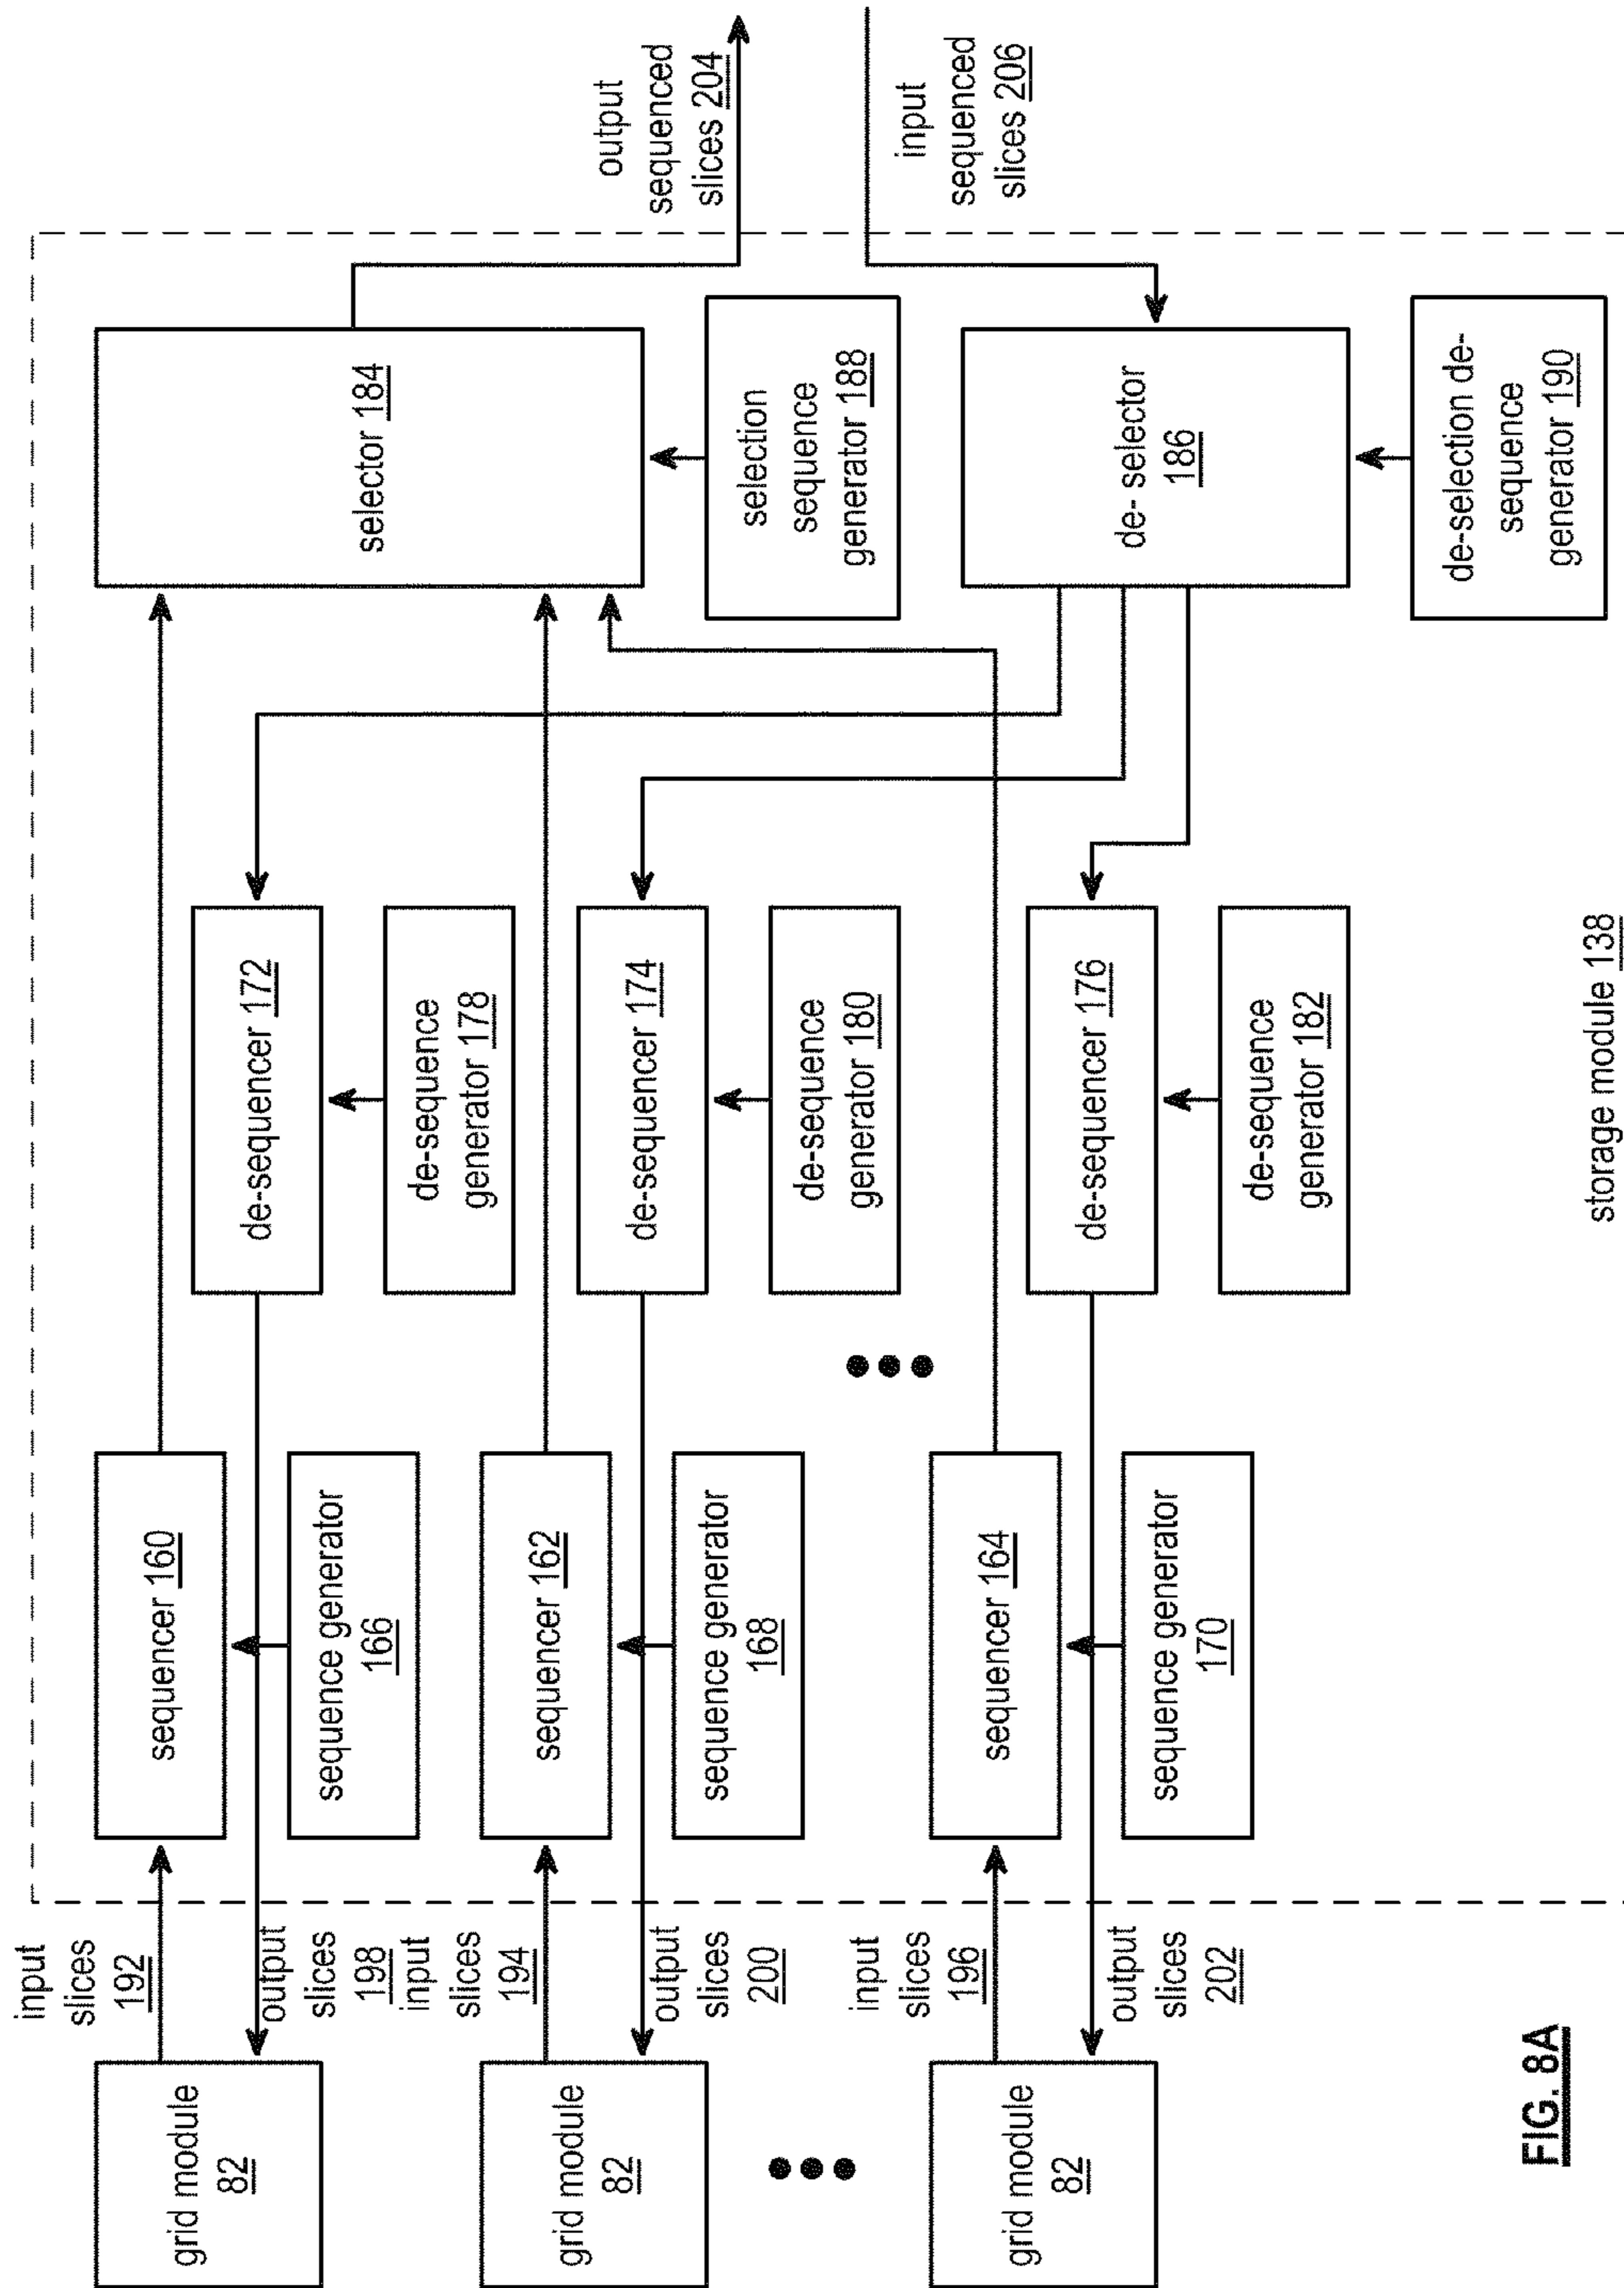 input
slices
192
grid module
82
output
slices
198
sequencer 160
sequence generator
166
de-sequencer 172
de-sequence
generator 178
selector 184
output
sequenced
slices 204
input
slices
194
grid module
82
output
slices
200
sequencer 162
sequence generator
168
de-sequencer 174
de-sequence
generator 180
selection
sequence
generator 188
input
sequenced
slices 206
input
slices
196
grid module
82
output
slices
202
sequencer 164
sequence generator
170
de-sequencer 176
de-sequence
generator 182
de- selector
186
de-selection de-
sequence
generator 190
storage module 138
FIG. 8A